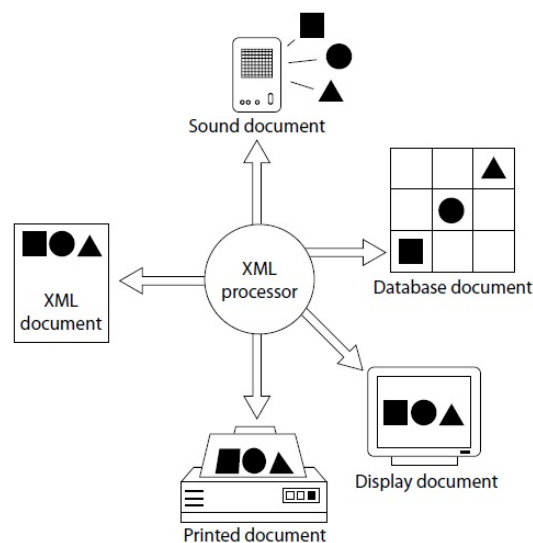 Sound document
XML
document
XML
processor
Database document
Display document
Printed document